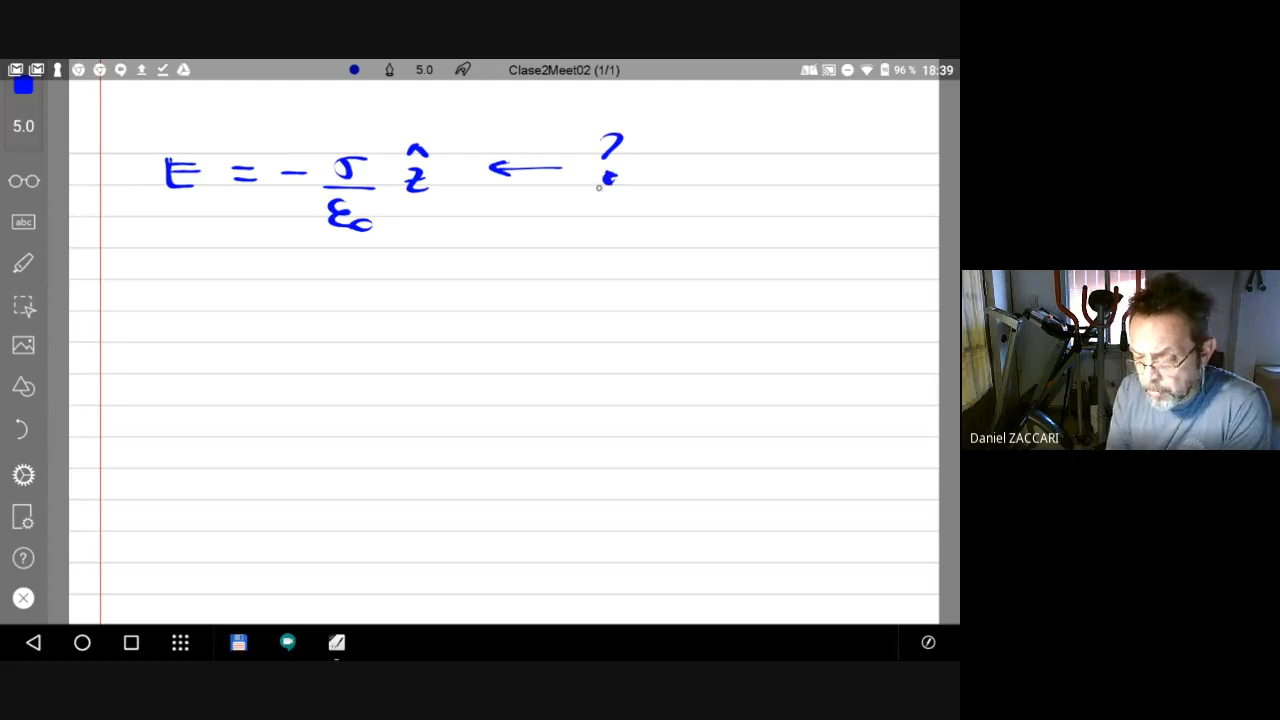 5.0 Clase2Meet02 (1/1) 96 % 18:39
5.0
E = - σ/ε₀ ẑ ← ?
abc
Daniel ZACCARI